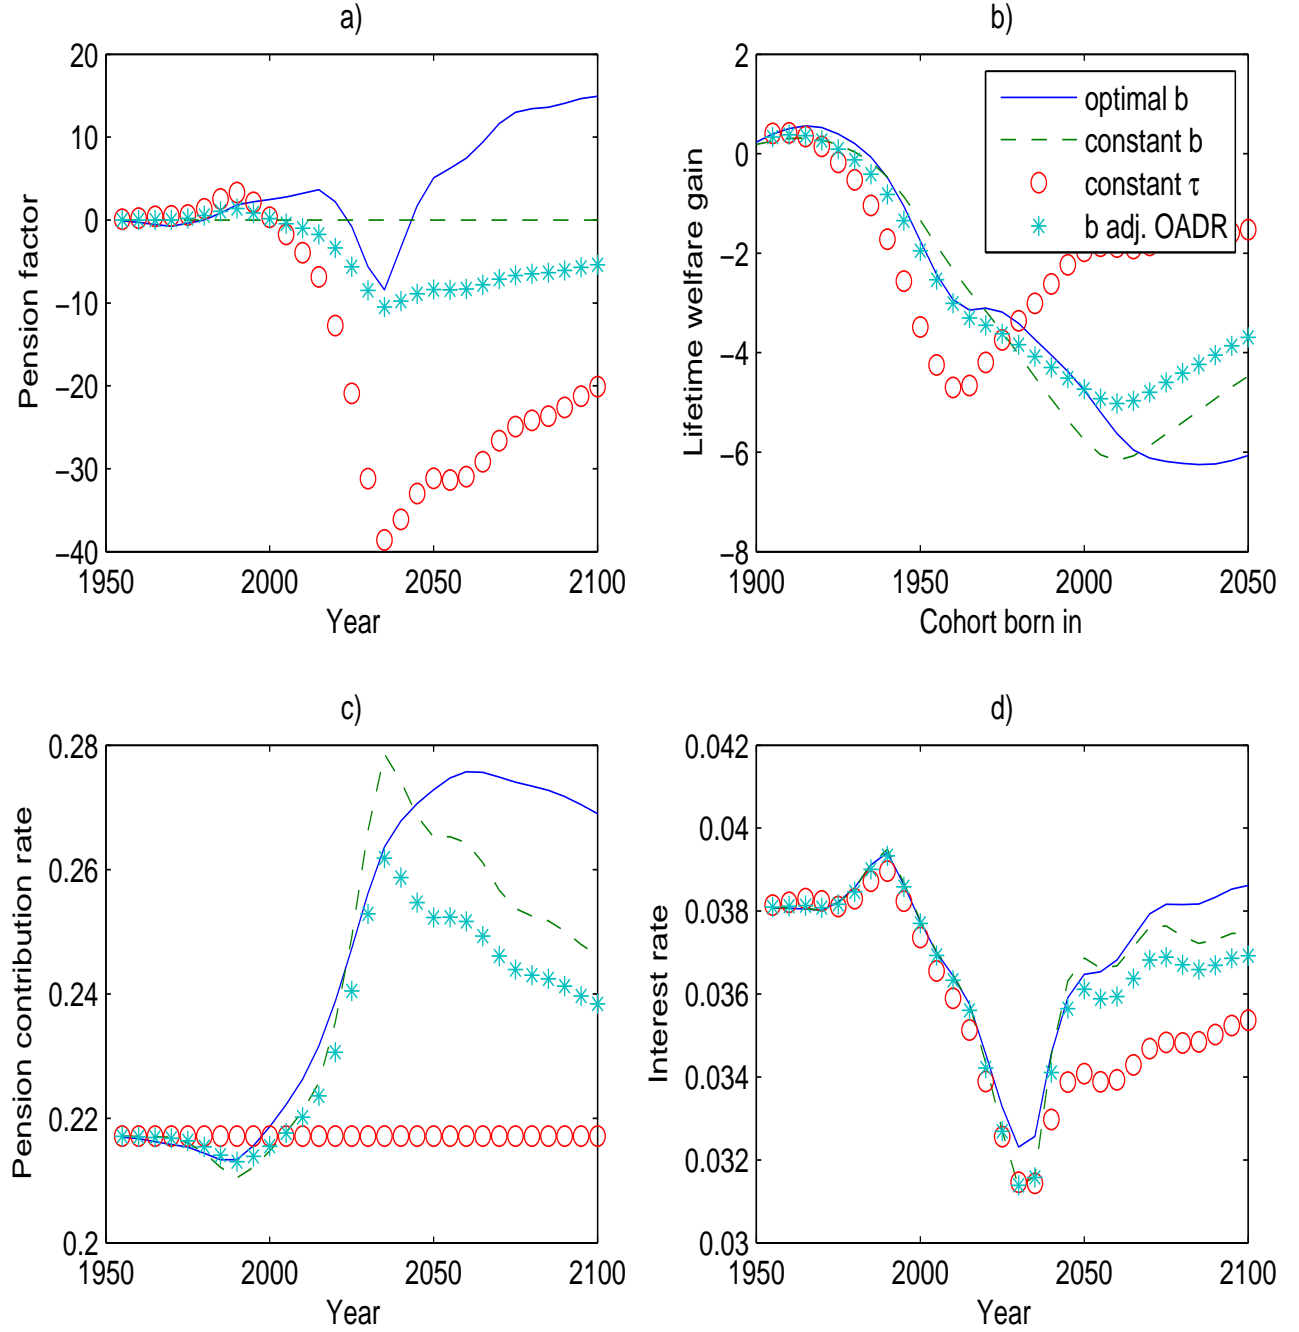 a)
20
10
0
−10
−20
−30
−40
1950
2000
2050
2100
Pension factor
Year
b)
2
0
−2
−4
−6
−8
1900
1950
2000
2050
Lifetime welfare gain
Cohort born in
optimal b
constant b
constant τ
b adj. OADR
c)
0.28
0.26
0.24
0.22
0.2
1950
2000
2050
2100
Pension contribution rate
Year
d)
0.042
0.04
0.038
0.036
0.034
0.032
0.03
1950
2000
2050
2100
Interest rate
Year